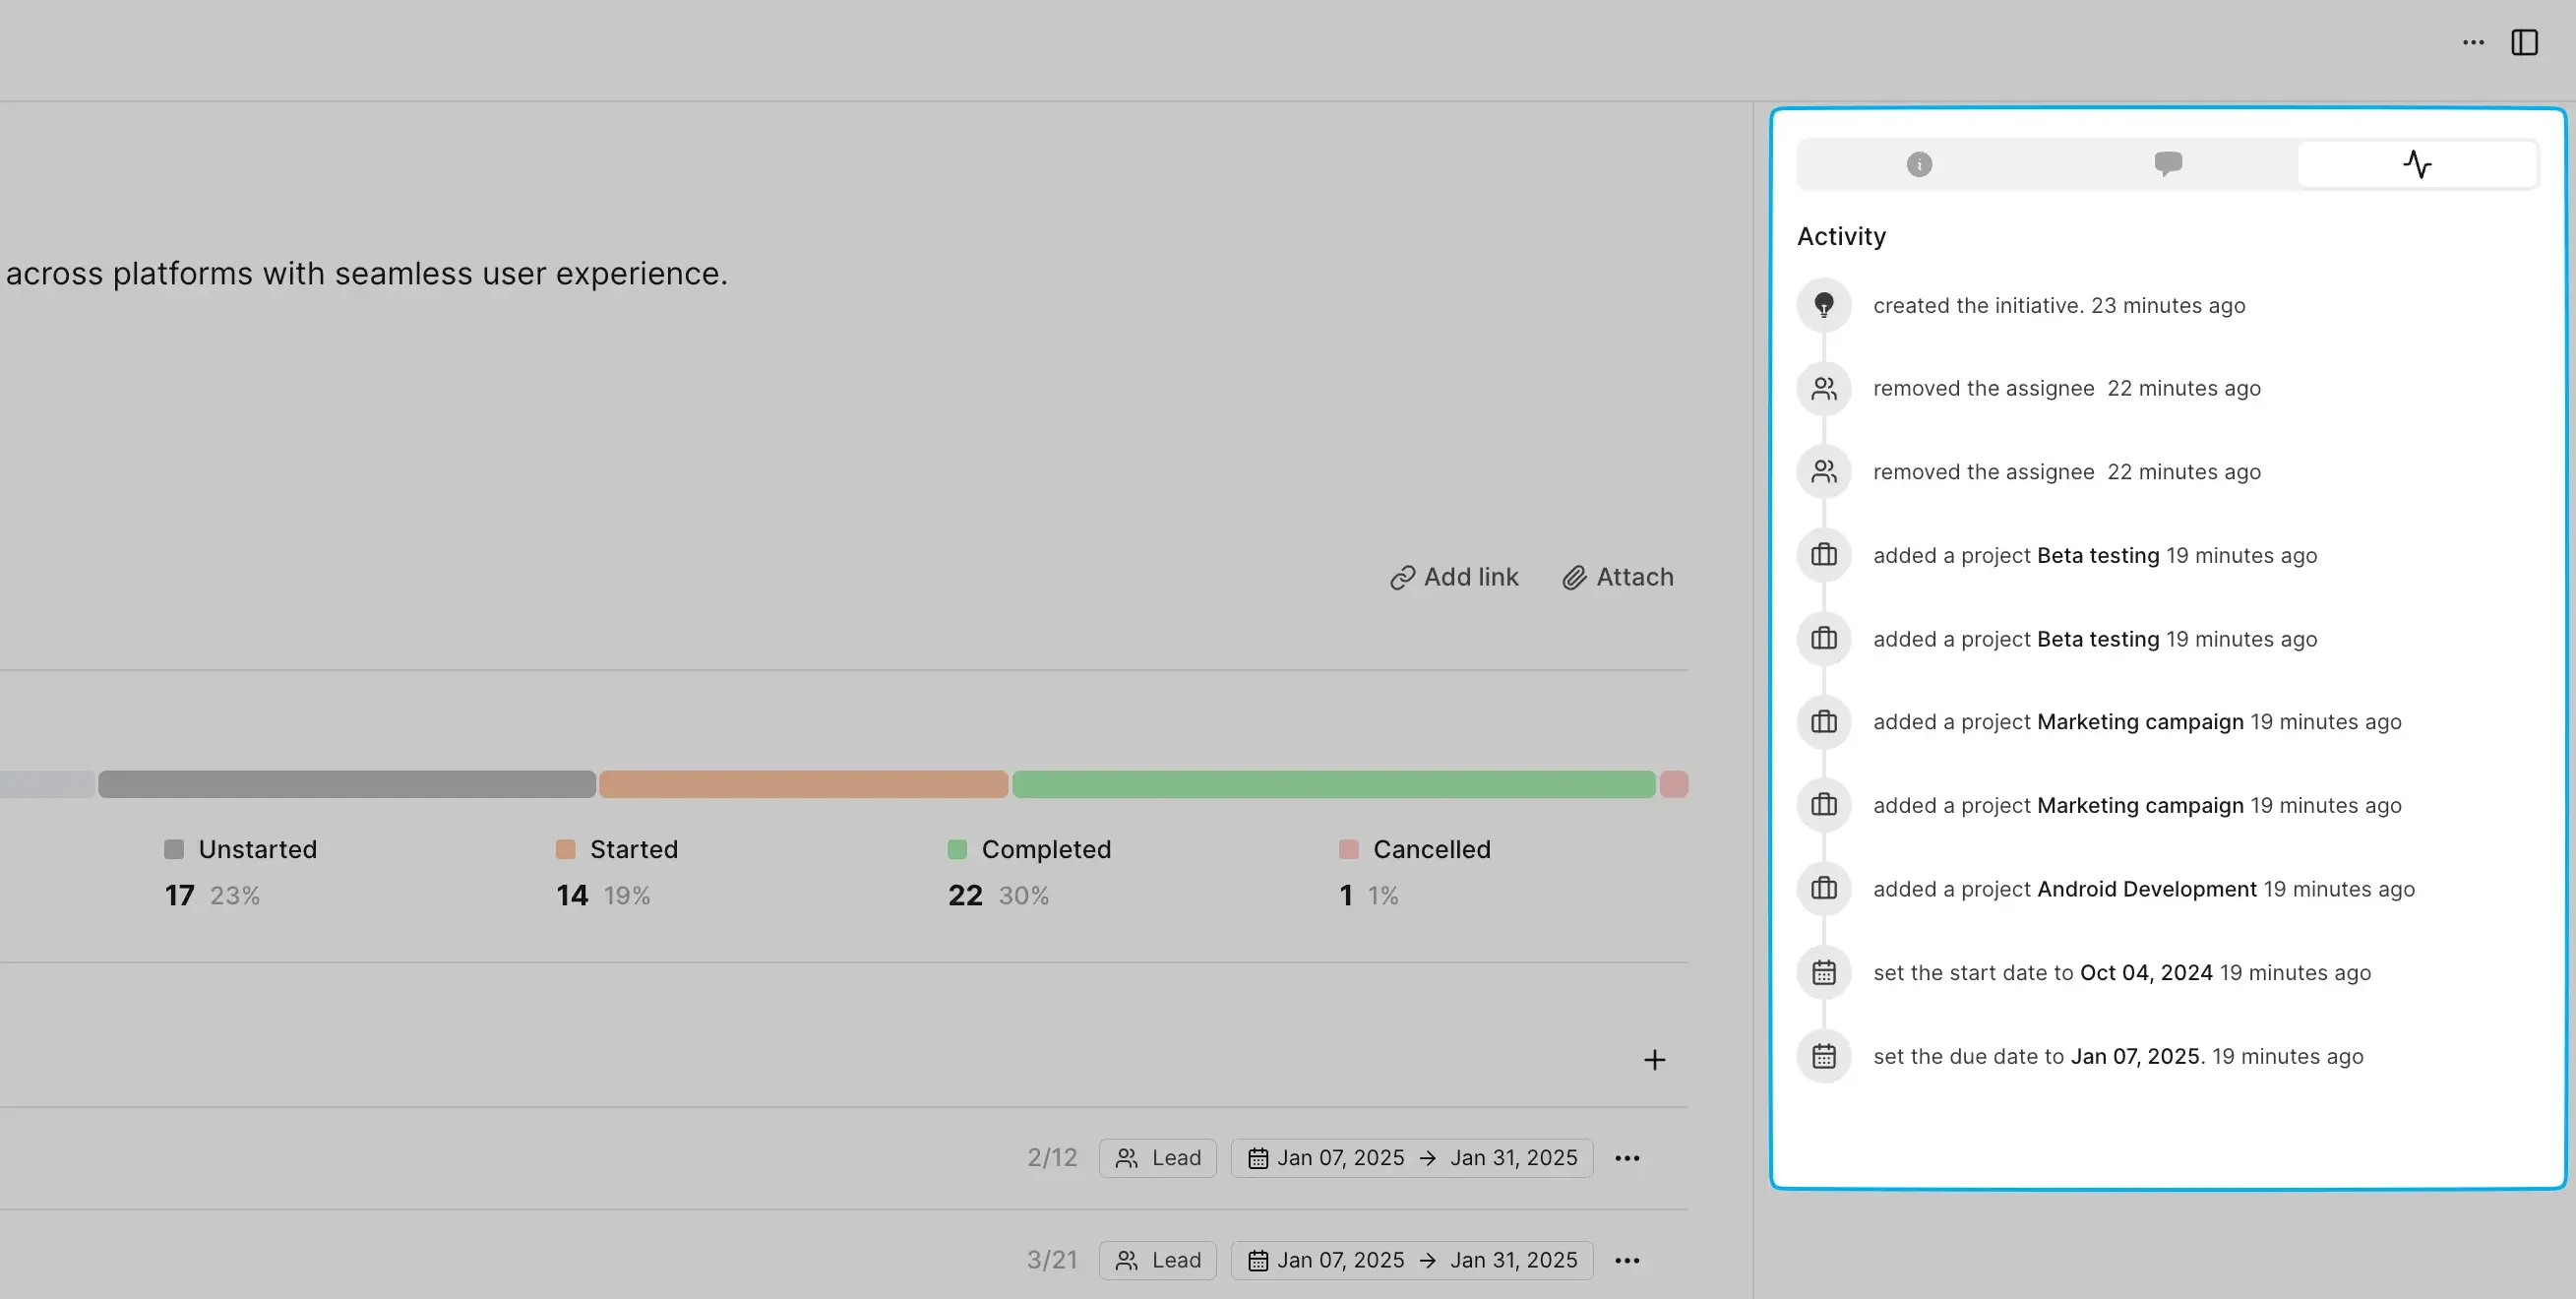 across platforms with seamless user experience.
Add link Attach
Unstarted Started Completed Cancelled
17 23% 14 19% 22 30% 1 1%
2/12 Lead Jan 07, 2025 → Jan 31, 2025
3/21 Lead Jan 07, 2025 → Jan 31, 2025
Activity
created the initiative. 23 minutes ago
removed the assignee 22 minutes ago
removed the assignee 22 minutes ago
added a project Beta testing 19 minutes ago
added a project Beta testing 19 minutes ago
added a project Marketing campaign 19 minutes ago
added a project Marketing campaign 19 minutes ago
added a project Android Development 19 minutes ago
set the start date to Oct 04, 2024 19 minutes ago
set the due date to Jan 07, 2025. 19 minutes ago